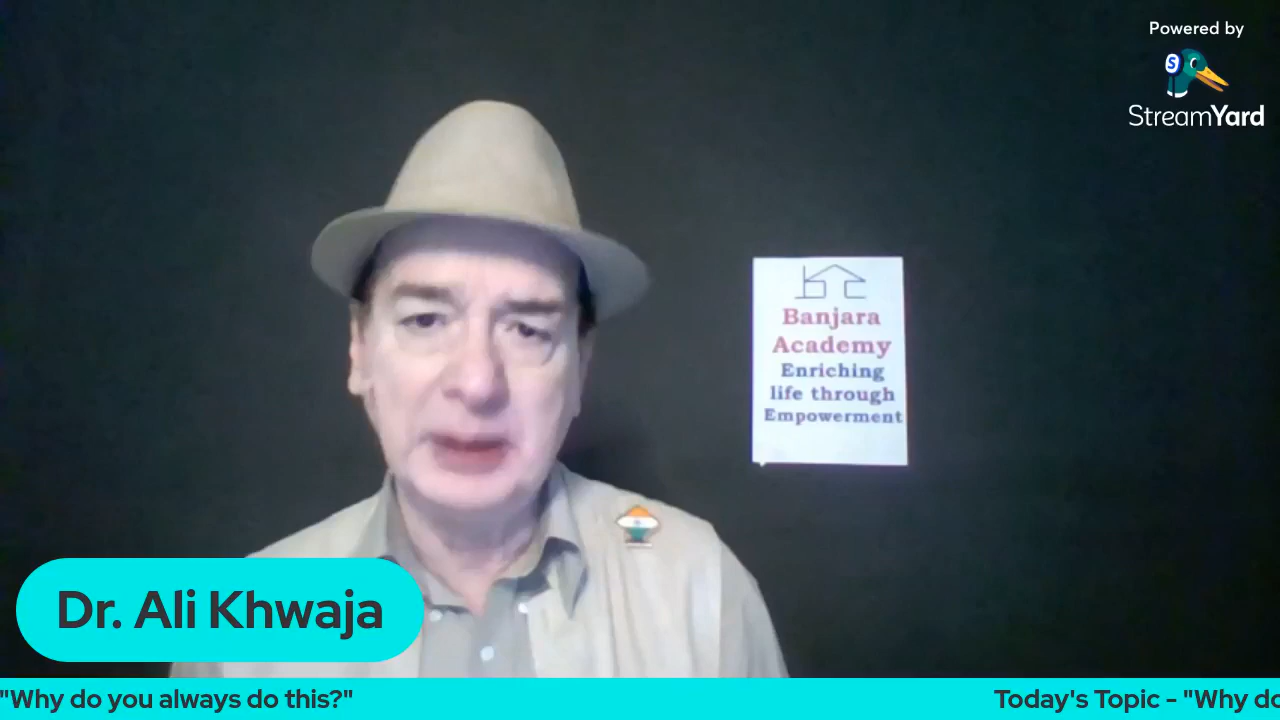 Powered by
StreamYard
Banjara
Academy
Enriching
life through
Empowerment
Dr. Ali Khwaja
"Why do you always do this?"
Today's Topic - "Why do